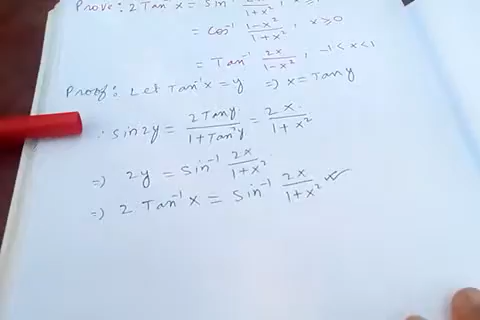 Prove: 2 Tan⁻¹ x = Sin⁻¹ 2x/1+x²,
= Cos⁻¹ 1-x²/1+x², x≥0
= Tan⁻¹ 2x/1-x², -1<x<1
Proof: Let Tan⁻¹x = y ⇒ x = Tan y
∴ Sin2y = 2Tany/1+Tan²y = 2x/1+x²
⇒ 2y = Sin⁻¹ 2x/1+x²
⇒ 2 Tan⁻¹x = Sin⁻¹ 2x/1+x² ✓